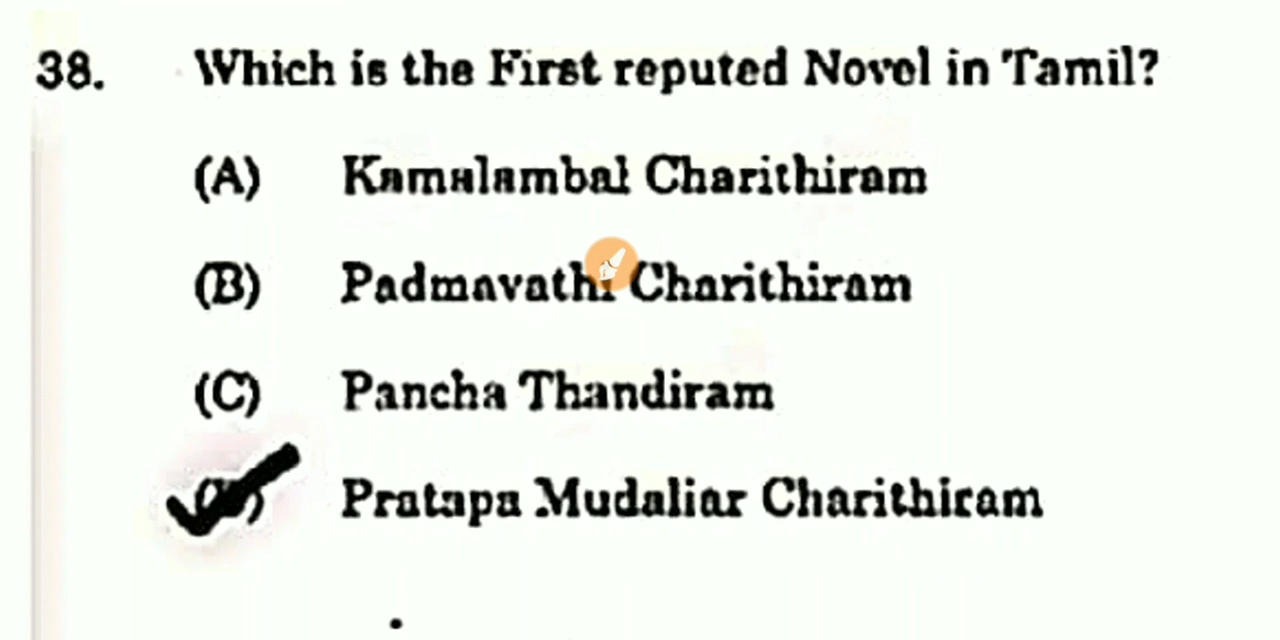 38. Which is the First reputed Novel in Tamil?
(A) Kamalambal Charithiram
(B) Padmavathi Charithiram
(C) Pancha Thandiram
Pratapa Mudaliar Charithiram